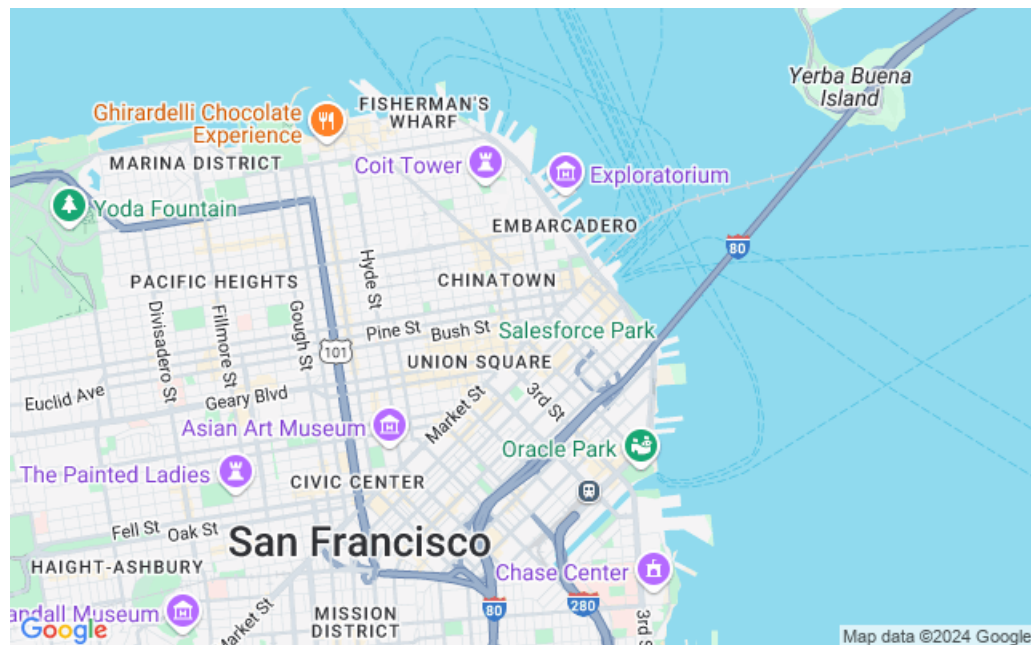 Yerba Buena
Island
Ghirardelli Chocolate
Experience
FISHERMAN'S
WHARF
MARINA DISTRICT
Coit Tower
Exploratorium
Yoda Fountain
EMBARCADERO
80
PACIFIC HEIGHTS
Hyde St
CHINATOWN
Divisadero St
Fillmore St
Gough St
Pine St
Bush St
Salesforce Park
101
UNION SQUARE
Euclid Ave
Geary Blvd
Market St
3rd St
Asian Art Museum
Oracle Park
The Painted Ladies
CIVIC CENTER
Fell St
Oak St
San Francisco
HAIGHT-ASHBURY
Chase Center
andall Museum
Market St
MISSION
DISTRICT
80
280
3rd S
Google
Map data ©2024 Google